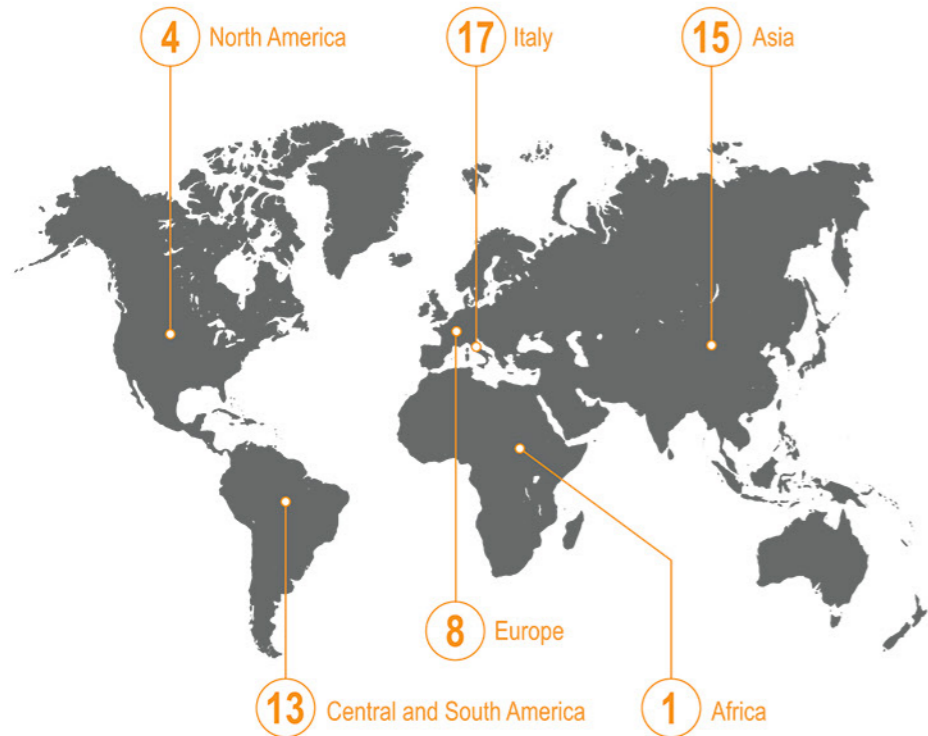 4 North America
17 Italy
15 Asia
8 Europe
13 Central and South America
1 Africa